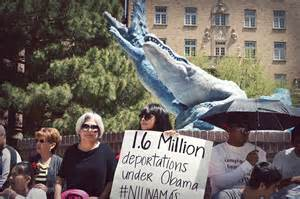 1.6 Million
deportations
under Obama
#NIUNAMAS